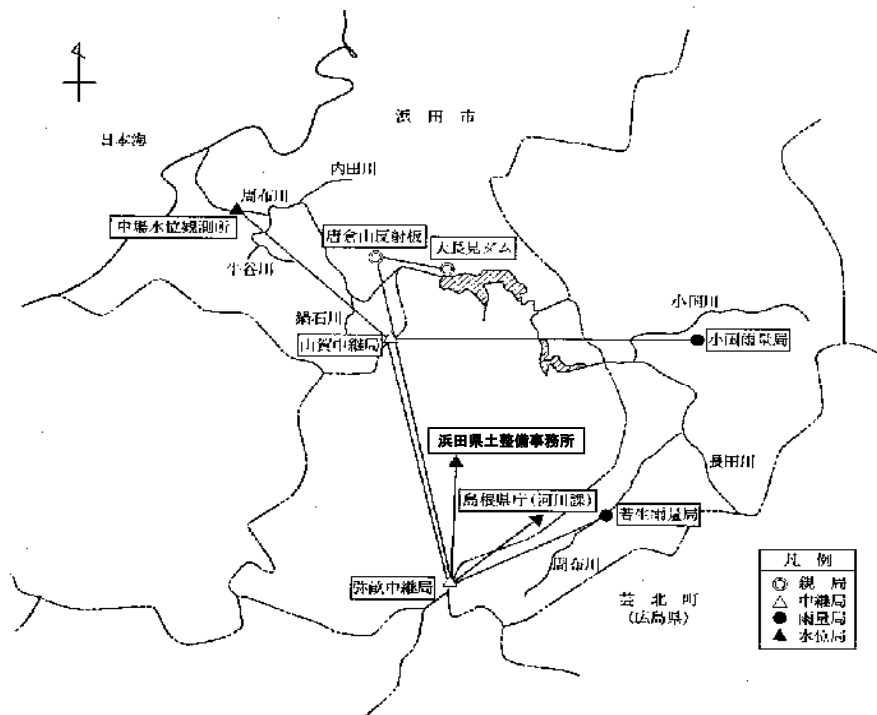 浜田市
日本海
内田川
周布川
中場水位観測所
唐倉山反射板
大長見ダム
牛谷川
鍋石川
小国川
山賀中継局
小国雨量局
浜田県土整備事務所
長田川
島根県庁(河川課)
若生雨量局
周布川
弥畝中継局
芸北町
(広島県)
凡例
親局
中継局
雨量局
水位局